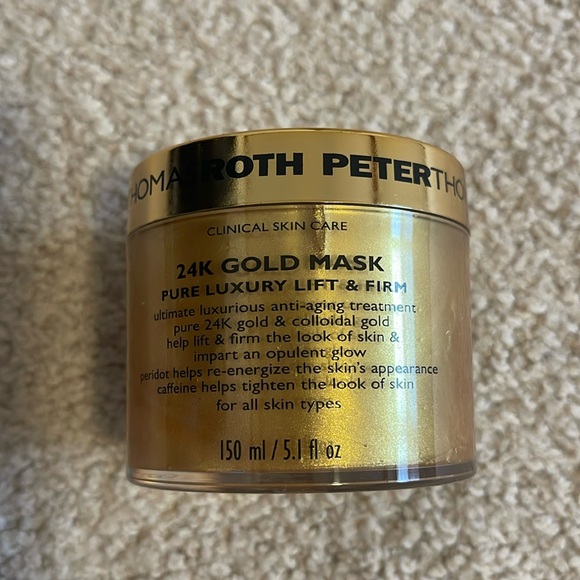 HOMAS ROTH PETER THO
CLINICAL SKIN CARE
24K GOLD MASK
PURE LUXURY LIFT & FIRM
ultimate luxurious anti-aging treatment
pure 24K gold & colloidal gold
help lift & firm the look of skin &
impart an opulent glow
peridot helps re-energize the skin's appearance
caffeine helps tighten the look of skin
for all skin types
150 ml / 5.1 fl oz